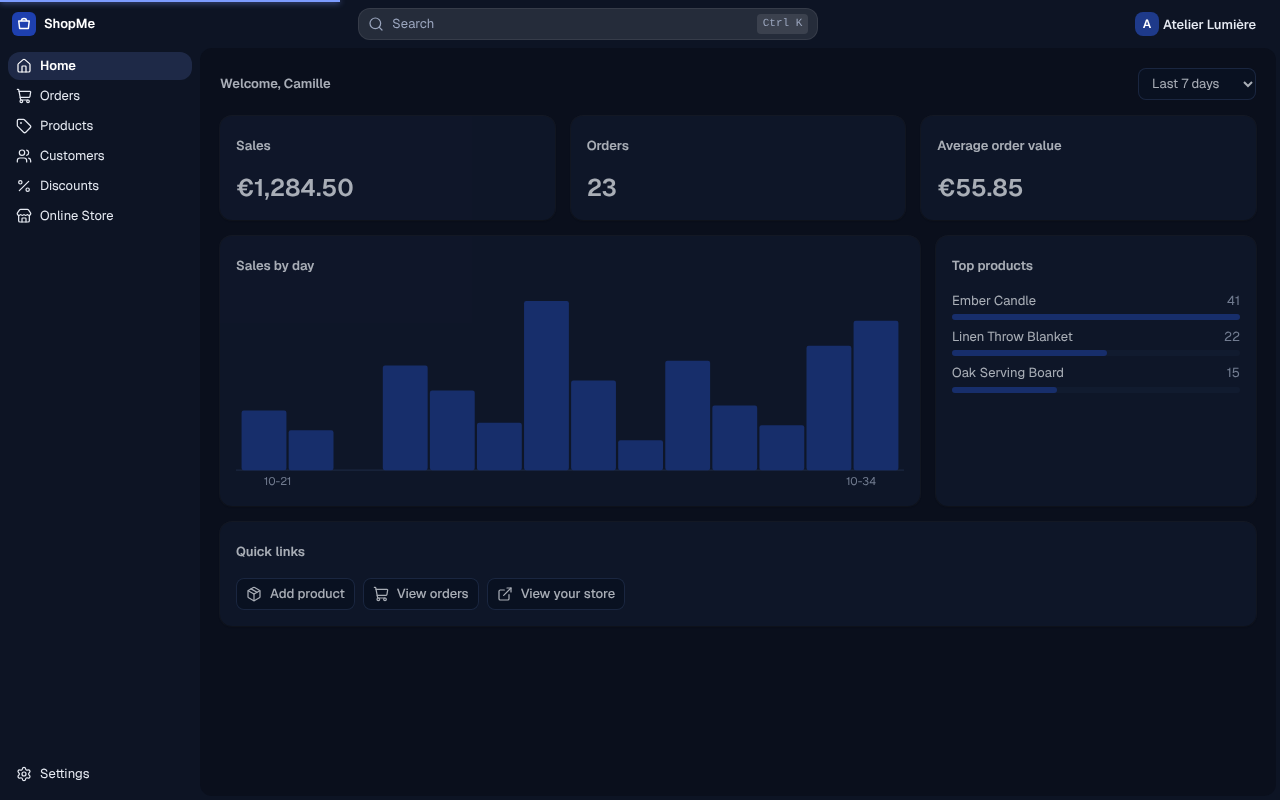 ShopMe
Search
Ctrl K
A
Atelier Lumière
Home
Orders
Products
Customers
Discounts
Online Store
Settings
Welcome, Camille
Last 7 days
Sales
€1,284.50
Orders
23
Average order value
€55.85
Sales by day
10-21
10-34
Top products
Ember Candle 41
Linen Throw Blanket 22
Oak Serving Board 15
Quick links
Add product
View orders
View your store